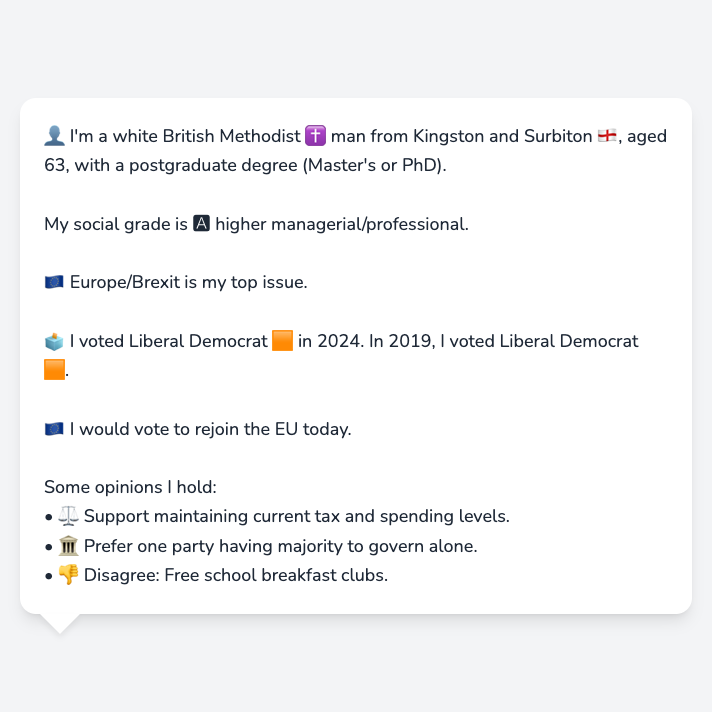 👤 I'm a white British Methodist ✝️ man from Kingston and Surbiton 🏴󠁧󠁢󠁥󠁮󠁧󠁿, aged
63, with a postgraduate degree (Master's or PhD).
My social grade is 🅰 higher managerial/professional.
🇪🇺 Europe/Brexit is my top issue.
🗳️ I voted Liberal Democrat 🟧 in 2024. In 2019, I voted Liberal Democrat
🟧.
🇪🇺 I would vote to rejoin the EU today.
Some opinions I hold:
• ⚖️ Support maintaining current tax and spending levels.
• 🏛️ Prefer one party having majority to govern alone.
• 👎 Disagree: Free school breakfast clubs.